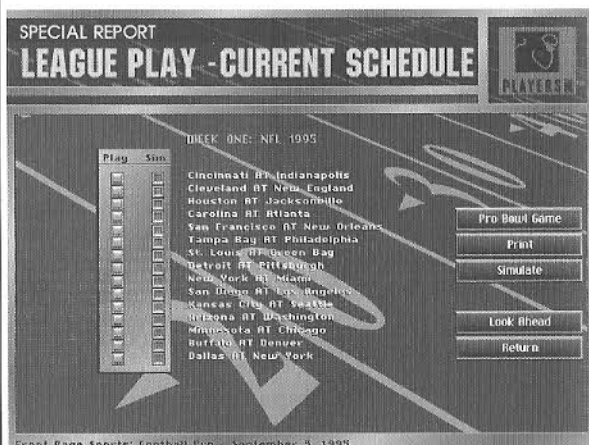 SPECIAL REPORT
LEAGUE PLAY - CURRENT SCHEDULE
PLAYERS
WEEK ONE: NFL 1995
Play Sim
Cincinnati AT Indianapolis
Cleveland AT New England
Houston AT Jacksonville
Carolina AT Atlanta
San Francisco AT New Orleans
Tampa Bay AT Philadelphia
St. Louis AT Green Bay
Detroit AT Pittsburgh
New York AT Miami
San Diego AT Los Angeles
Kansas City AT Seattle
Arizona AT Washington
Minnesota AT Chicago
Buffalo AT Denver
Dallas AT New York
Pro Bowl Game
Print
Simulate
Look Ahead
Return
Front Page Sports: Football Pro - September 5, 1995